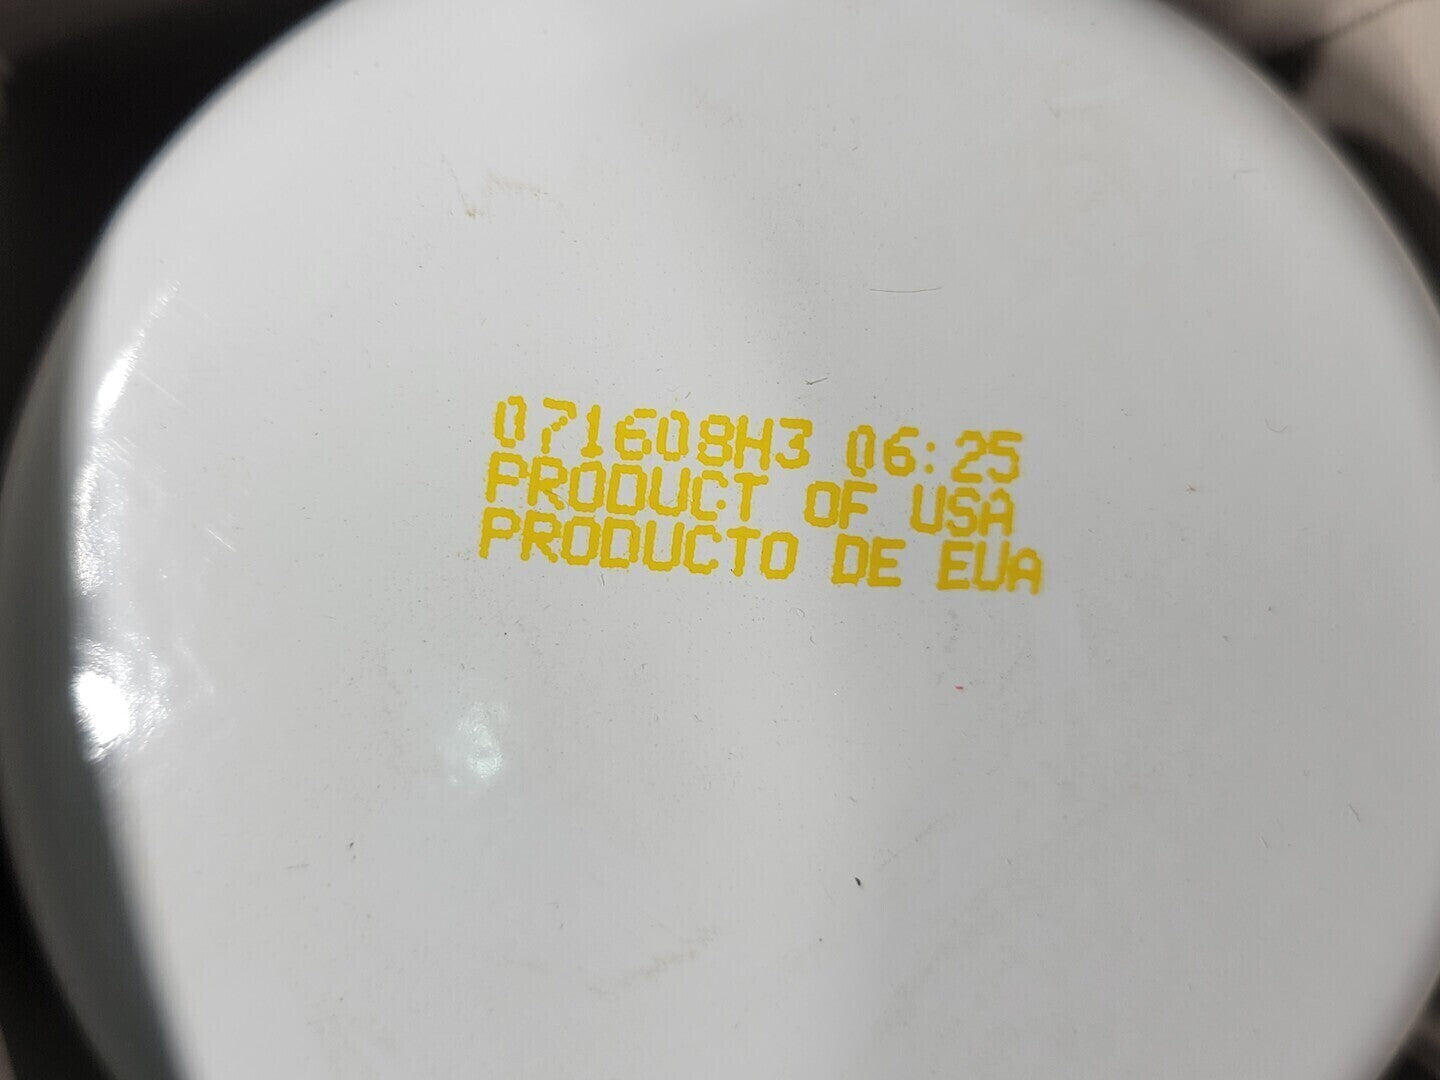 071608H3 06:25
PRODUCT OF USA
PRODUCTO DE EUA